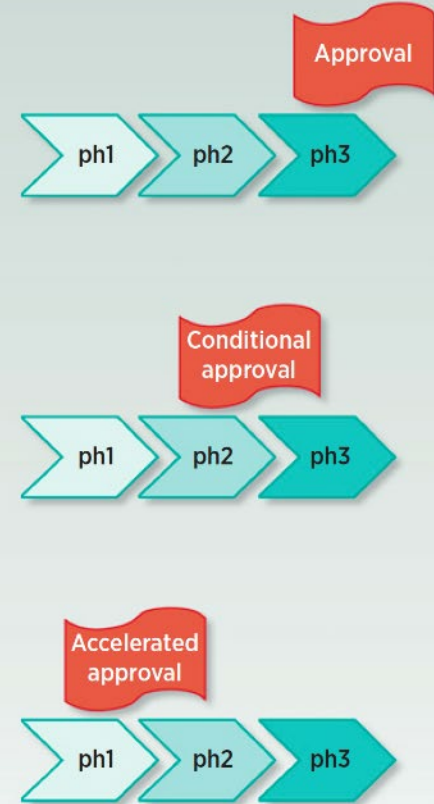 Approval
ph1 ph2 ph3
Conditional
approval
ph1 ph2 ph3
Accelerated
approval
ph1 ph2 ph3